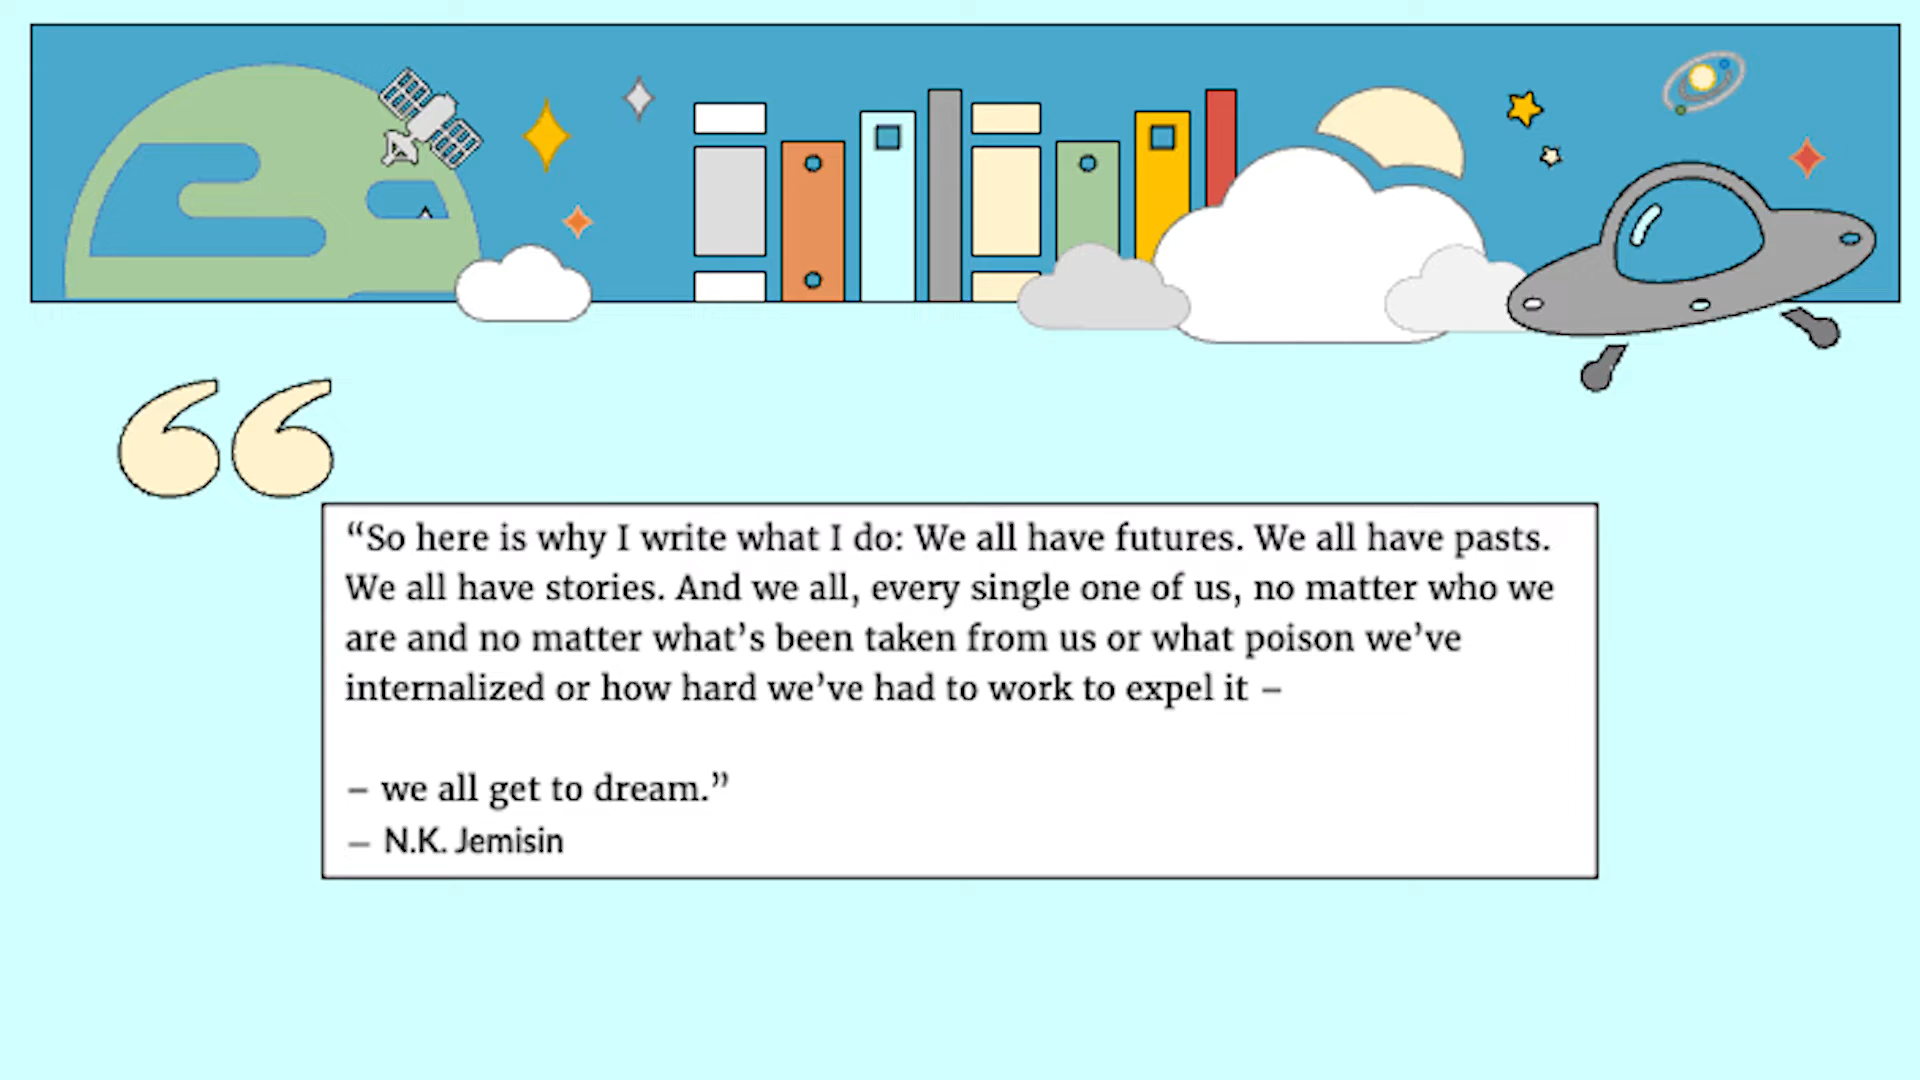 “So here is why I write what I do: We all have futures. We all have pasts.
We all have stories. And we all, every single one of us, no matter who we
are and no matter what’s been taken from us or what poison we’ve
internalized or how hard we’ve had to work to expel it –
– we all get to dream.”
– N.K. Jemisin